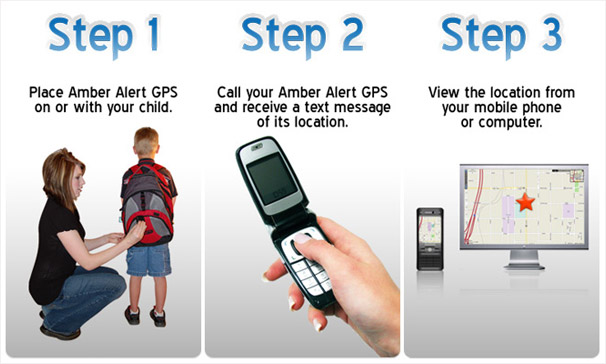 Step 1
Place Amber Alert GPS
on or with your child.
Step 2
Call your Amber Alert GPS
and receive a text message
of its location.
Step 3
View the location from
your mobile phone
or computer.